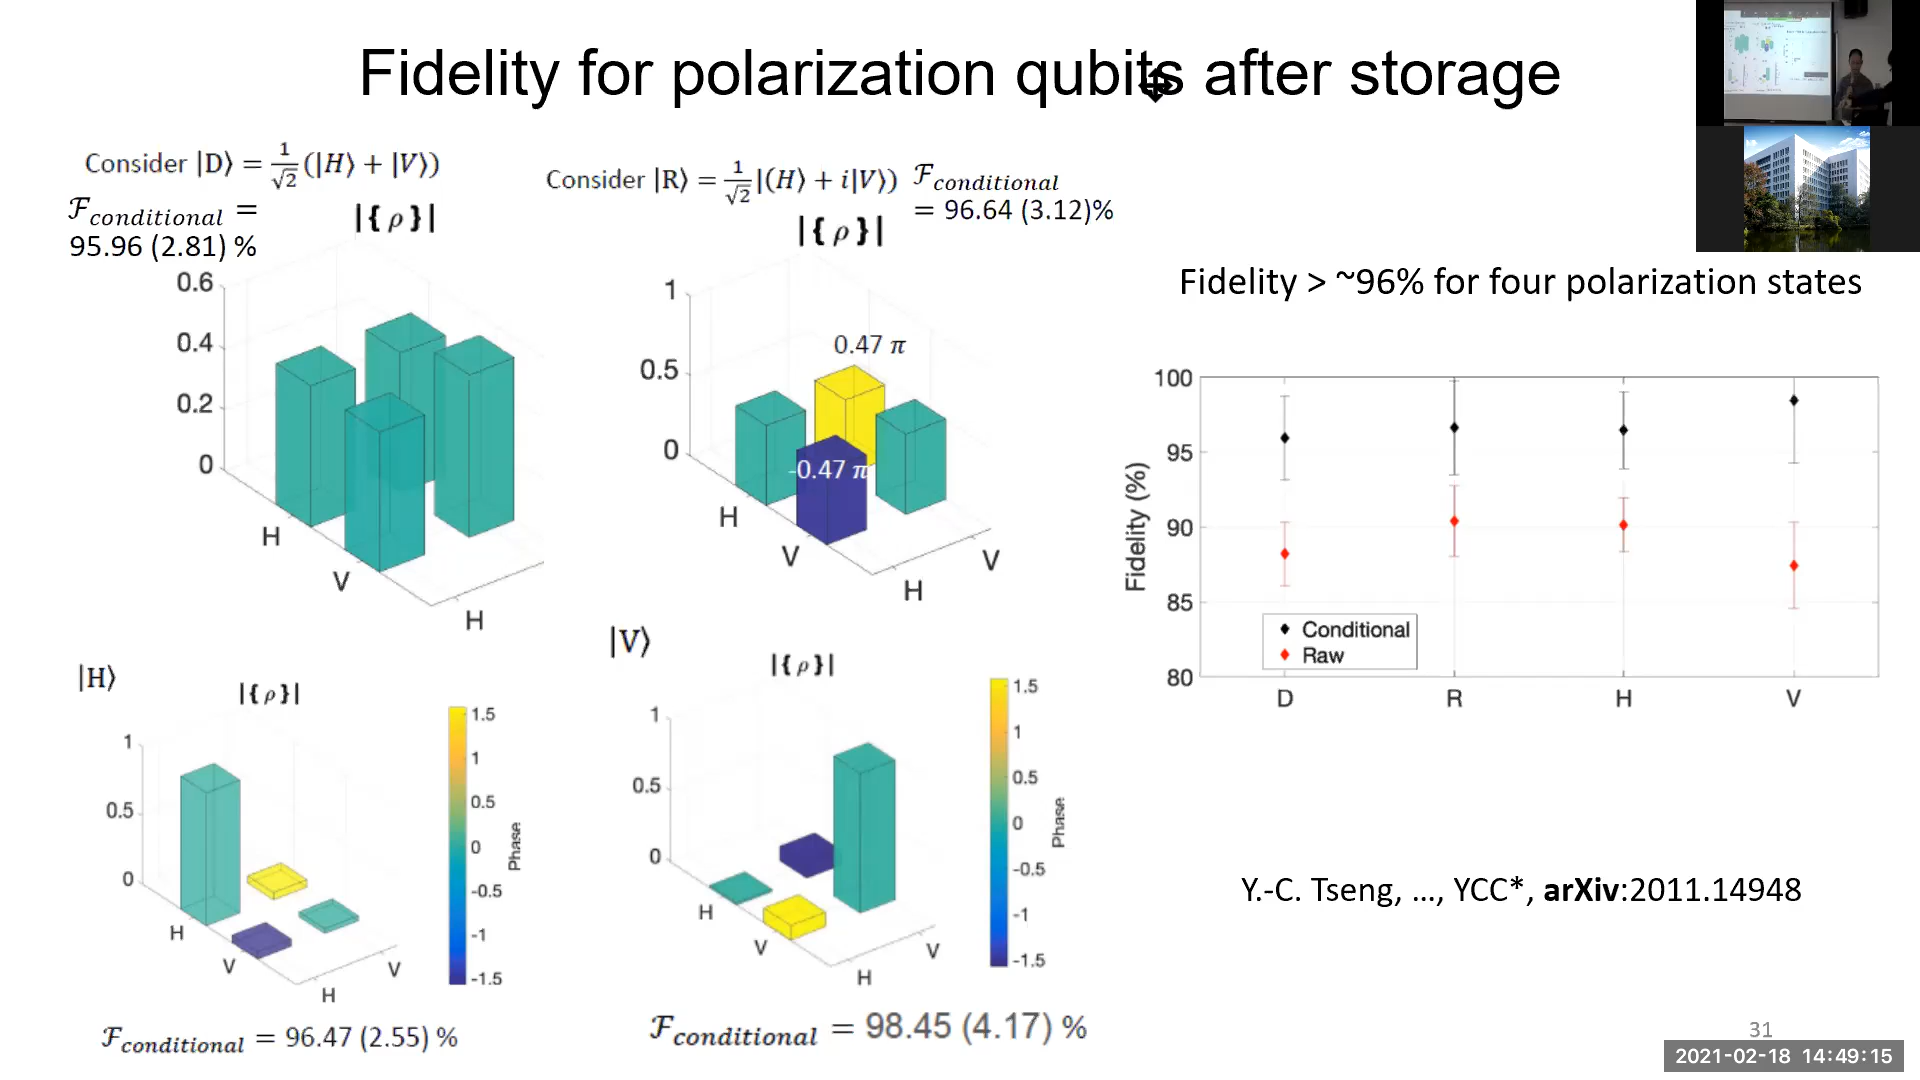 Fidelity for polarization qubits after storage
Consider |D⟩ = 1/√2 (|H⟩ + |V⟩)
ℱconditional =
95.96 (2.81) %
|{ρ}|
0.6
0.4
0.2
0
H
V
H
Consider |R⟩ = 1/√2 |(H⟩ + i|V⟩)
ℱconditional
= 96.64 (3.12)%
|{ρ}|
1
0.5
0
0.47 π
-0.47 π
H
V
H
V
Fidelity > ~96% for four polarization states
100
95
90
85
80
Fidelity (%)
Conditional
Raw
D R H V
|H⟩
|{ρ}|
1
0.5
0
H
V
H
V
1.5
1
0.5
0
-0.5
-1
-1.5
Phase
ℱconditional = 96.47 (2.55) %
|V⟩
|{ρ}|
1
0.5
0
H
V
H
V
1.5
1
0.5
0
-0.5
-1
-1.5
Phase
ℱconditional = 98.45 (4.17) %
Y.-C. Tseng, ..., YCC*, arXiv:2011.14948
31
2021-02-18 14:49:15